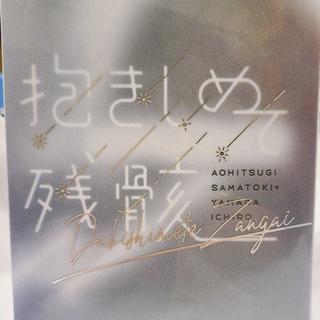 抱きしめて
残骸
AOHITSUGI
SAMATOKI×
YAMADA
ICHIRO
Dakishimete Zangai